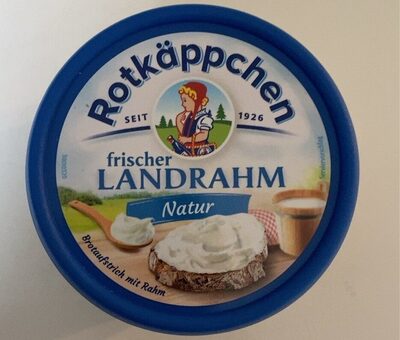 Rotkäppchen
SEIT 1926
frischer
LANDRAHM
Natur
Brotaufstrich mit Rahm